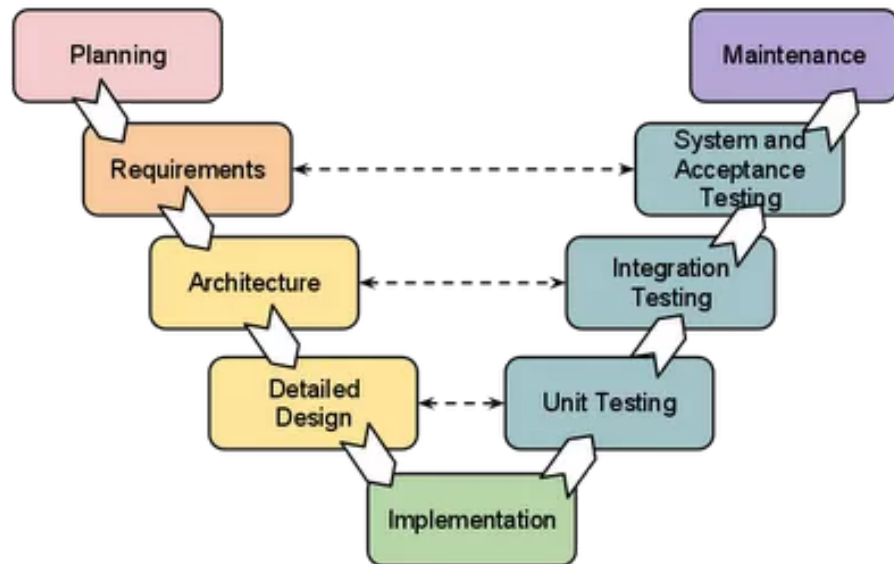 Planning
Maintenance
Requirements
System and
Acceptance
Testing
Architecture
Integration
Testing
Detailed
Design
Unit Testing
Implementation